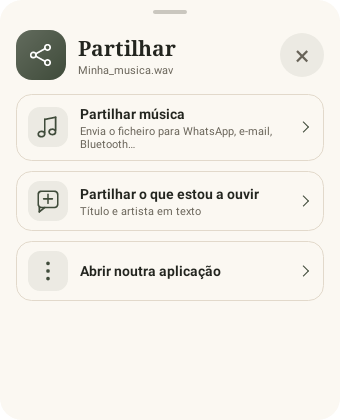 Partilhar
Minha_musica.wav
Partilhar música
Envia o ficheiro para WhatsApp, e-mail,
Bluetooth…
Partilhar o que estou a ouvir
Título e artista em texto
Abrir noutra aplicação